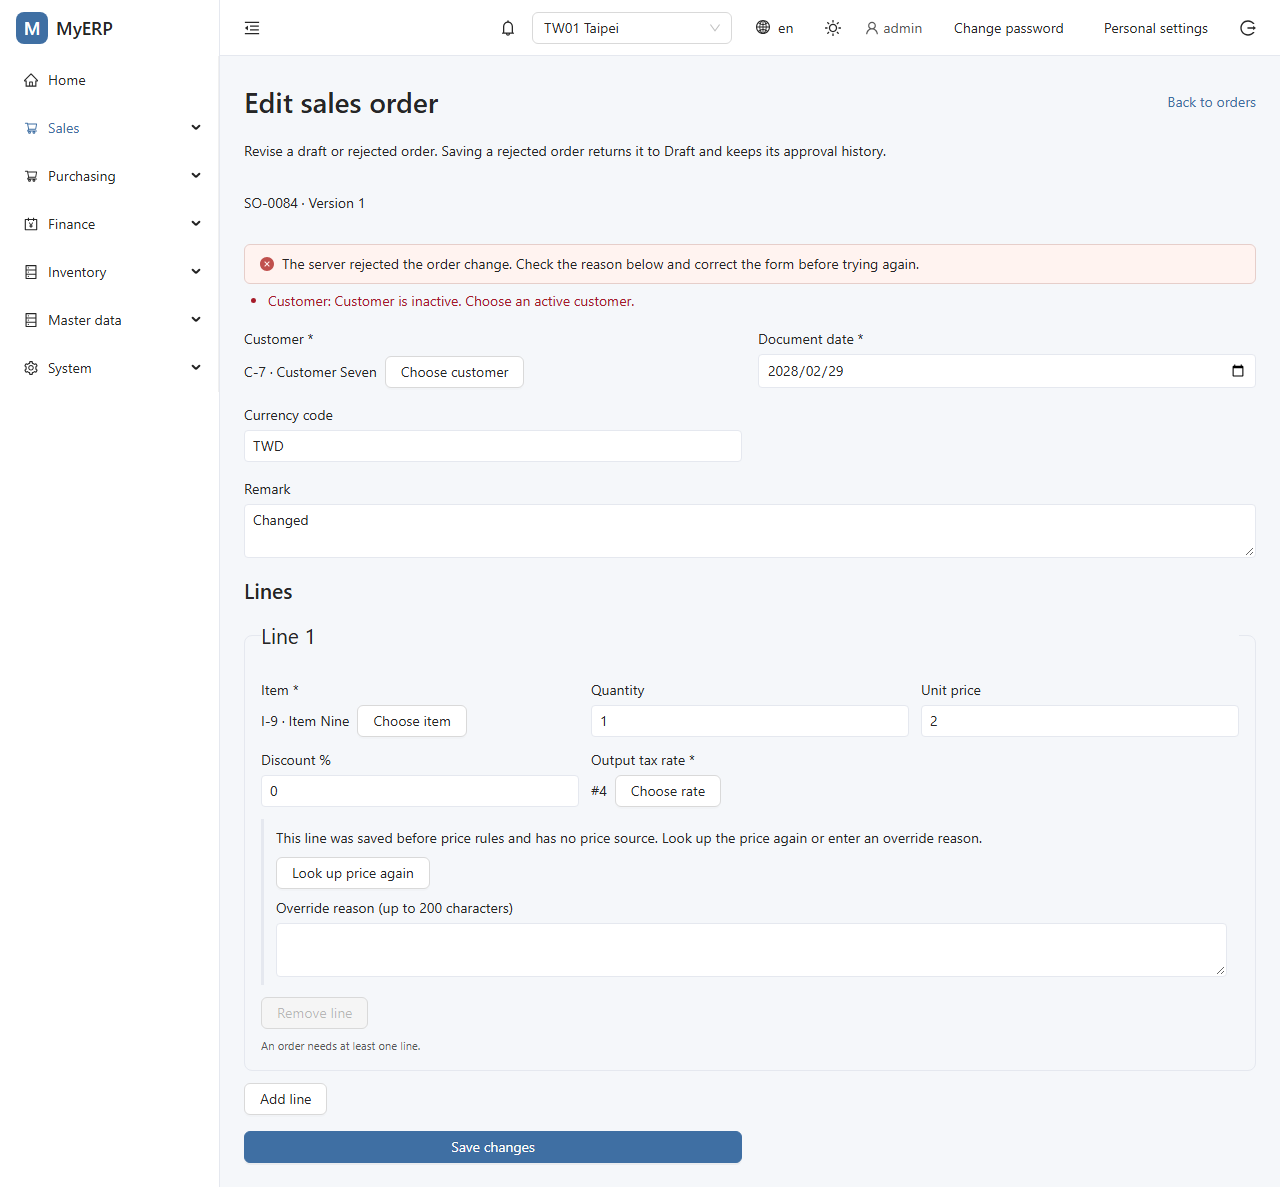 M MyERP
TW01 Taipei
en
admin
Change password
Personal settings
Home
Sales
Purchasing
Finance
Inventory
Master data
System
Edit sales order
Back to orders
Revise a draft or rejected order. Saving a rejected order returns it to Draft and keeps its approval history.
SO-0084 · Version 1
The server rejected the order change. Check the reason below and correct the form before trying again.
• Customer: Customer is inactive. Choose an active customer.
Customer *
Document date *
C-7 · Customer Seven
Choose customer
2028/02/29
Currency code
TWD
Remark
Changed
Lines
Line 1
Item *
Quantity
Unit price
I-9 · Item Nine
Choose item
1
2
Discount %
Output tax rate *
0
#4
Choose rate
This line was saved before price rules and has no price source. Look up the price again or enter an override reason.
Look up price again
Override reason (up to 200 characters)
Remove line
An order needs at least one line.
Add line
Save changes